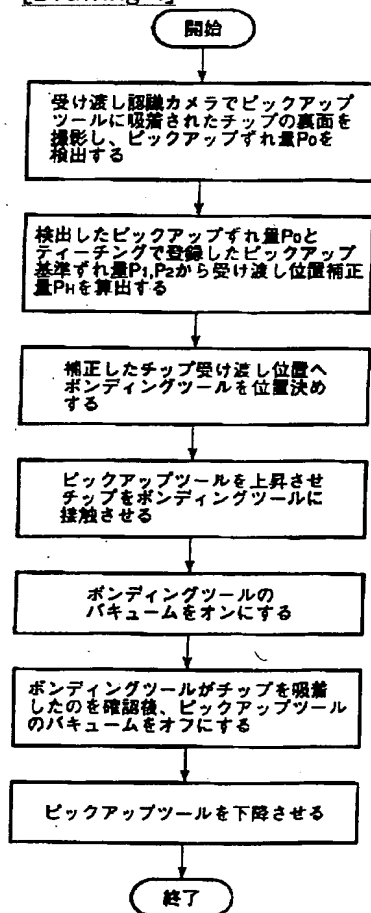 開始
受け渡し認識カメラでピックアップ
ツールに吸着されたチップの裏面を
撮影し、ピックアップずれ量P0を
検出する
検出したピックアップずれ量P0と
ティーチングで登録したピックアップ
基準ずれ量P1,P2から受け渡し位置補正
量PHを算出する
補正したチップ受け渡し位置へ
ボンディングツールを位置決め
する
ピックアップツールを上昇させ
チップをボンディングツールに
接触させる
ボンディングツールの
バキュームをオンにする
ボンディングツールがチップを吸着
したのを確認後、ピックアップツール
のバキュームをオフにする
ピックアップツールを下降させる
終了